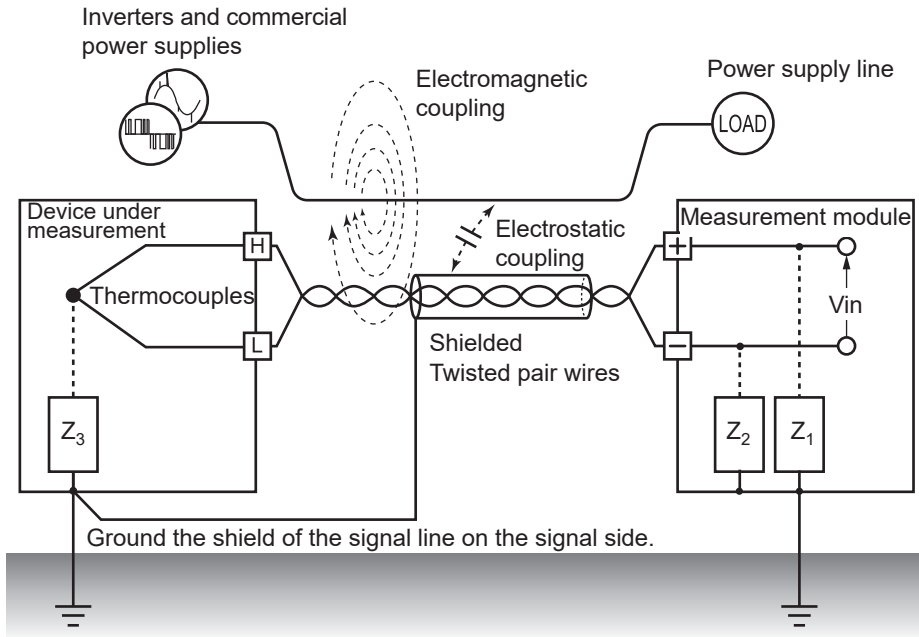 Inverters and commercial
power supplies
Electromagnetic
coupling
Power supply line
LOAD
Device under
measurement
Measurement module
H
Electrostatic
coupling
+
Thermocouples
Vin
L
Shielded
Twisted pair wires
−
Z3
Z2
Z1
Ground the shield of the signal line on the signal side.